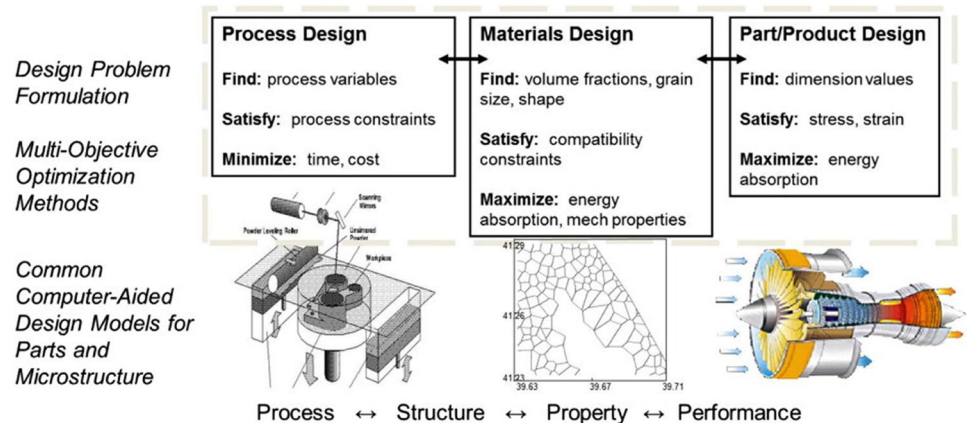 Design Problem
Formulation
Multi-Objective
Optimization
Methods
Common
Computer-Aided
Design Models for
Parts and
Microstructure
Process Design
Find: process variables
Satisfy: process constraints
Minimize: time, cost
Materials Design
Find: volume fractions, grain
size, shape
Satisfy: compatibility
constraints
Maximize: energy
absorption, mech properties
Part/Product Design
Find: dimension values
Satisfy: stress, strain
Maximize: energy
absorption
Scanning
Mirrors
Powder Leveling Roller
Unsintered
Powder
Workpiece
41.29
41.26
41.23
39.63 39.67 39.71
Process ↔ Structure ↔ Property ↔ Performance